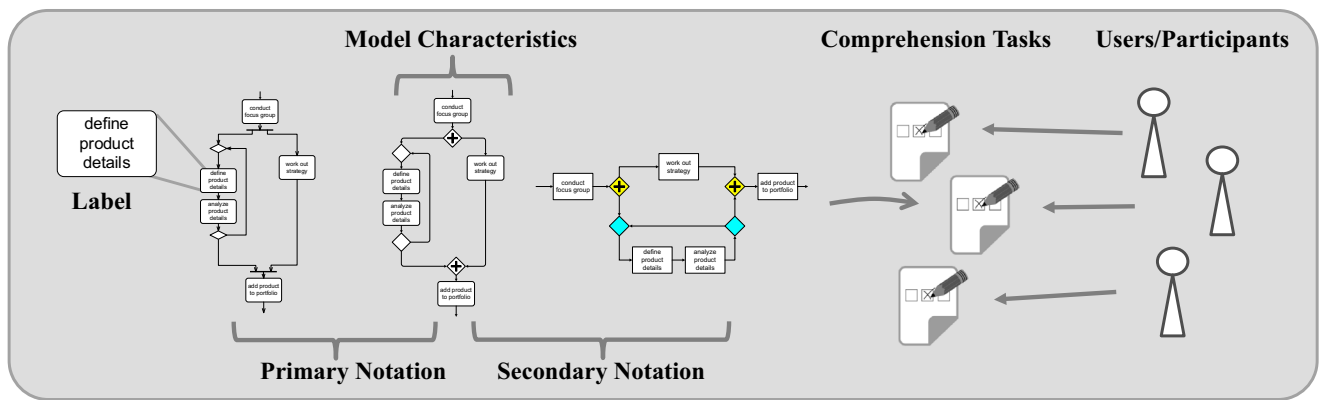 Model Characteristics
Comprehension Tasks
Users/Participants
define
product
details
Label
conduct
focus group
work out
strategy
define
product
details
analyze
product
details
add product
to portfolio
conduct
focus group
work out
strategy
define
product
details
analyze
product
details
add product
to portfolio
conduct
focus group
work out
strategy
add product
to portfolio
define
product
details
analyze
product
details
Primary Notation
Secondary Notation